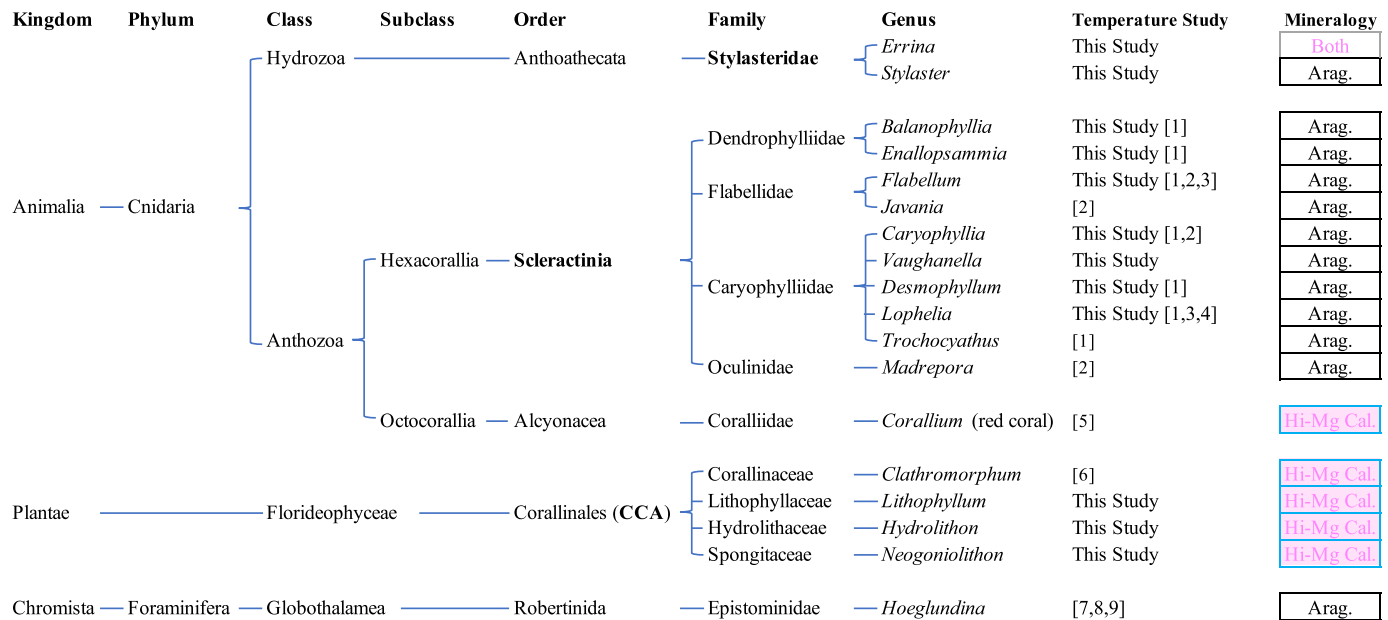 Kingdom Phylum Class Subclass Order Family Genus Temperature Study Mineralogy
Errina This Study Both
Hydrozoa Anthoathecata Stylasteridae
Stylaster This Study Arag.
Balanophyllia This Study [1] Arag.
Dendrophylliidae
Enallopsammia This Study [1] Arag.
Flabellum This Study [1,2,3] Arag.
Flabellidae
Animalia Cnidaria Javania [2] Arag.
Caryophyllia This Study [1,2] Arag.
Hexacorallia Scleractinia Vaughanella This Study Arag.
Caryophylliidae Desmophyllum This Study [1] Arag.
Lophelia This Study [1,3,4] Arag.
Anthozoa Trochocyathus [1] Arag.
Oculinidae Madrepora [2] Arag.
Octocorallia Alcyonacea Coralliidae Corallium (red coral) [5] Hi-Mg Cal.
Corallinaceae Clathromorphum [6] Hi-Mg Cal.
Lithophyllaceae Lithophyllum This Study Hi-Mg Cal.
Plantae Florideophyceae Corallinales (CCA)
Hydrolithaceae Hydrolithon This Study Hi-Mg Cal.
Spongitaceae Neogoniolithon This Study Hi-Mg Cal.
Chromista Foraminifera Globothalamea Robertinida Epistominidae Hoeglundina [7,8,9] Arag.